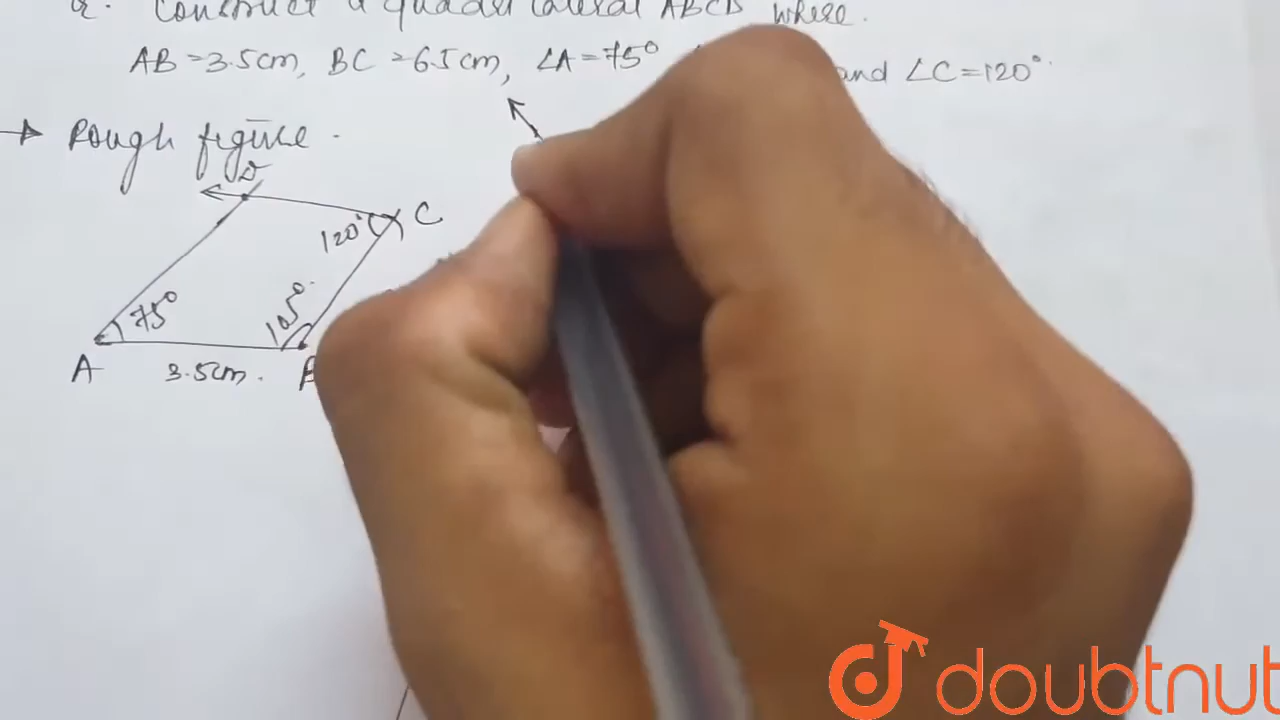 Q. Construct a quadrilateral ABCD where.
AB = 3.5cm, BC = 6.5cm, ∠A = 75° and ∠C = 120°.
→ Rough figure.
D
120° C
75° 105°.
A 3.5cm. B
doubtnut